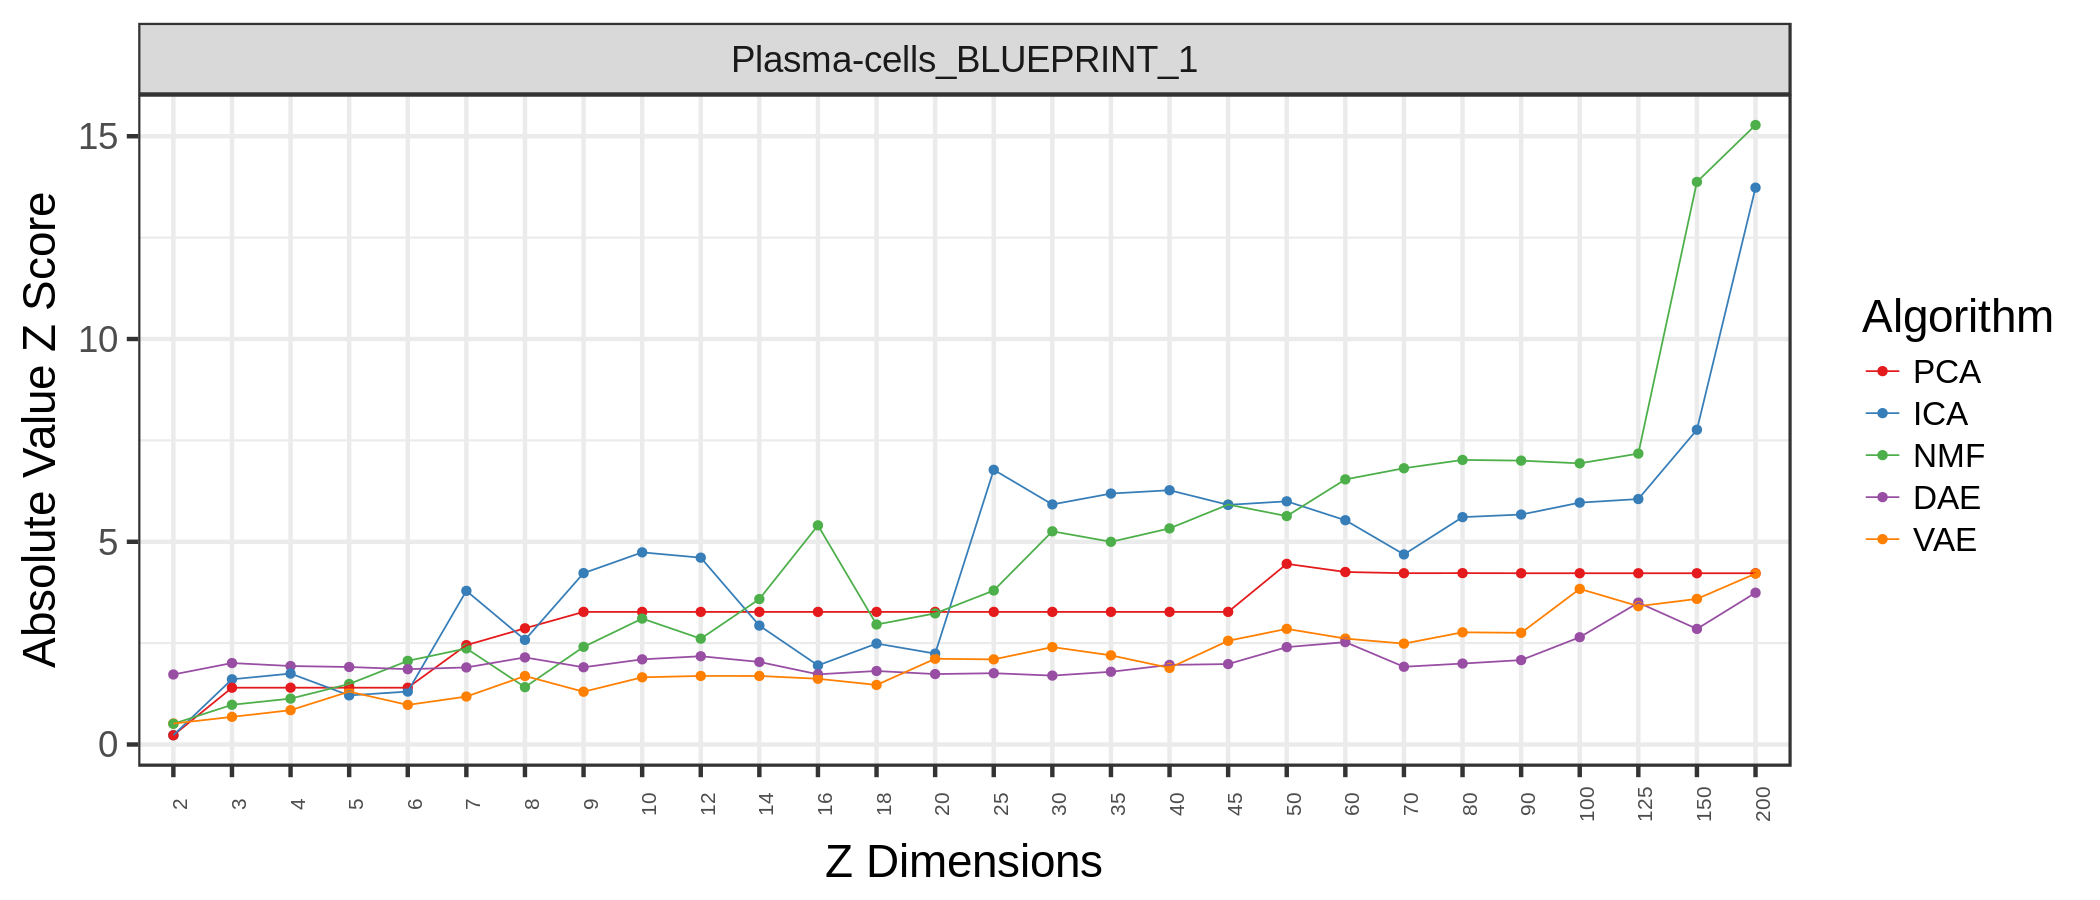 Plasma-cells_BLUEPRINT_1
Absolute Value Z Score
15
10
5
0
2 3 4 5 6 7 8 9 10 12 14 16 18 20 25 30 35 40 45 50 60 70 80 90 100 125 150 200
Z Dimensions
Algorithm
PCA
ICA
NMF
DAE
VAE